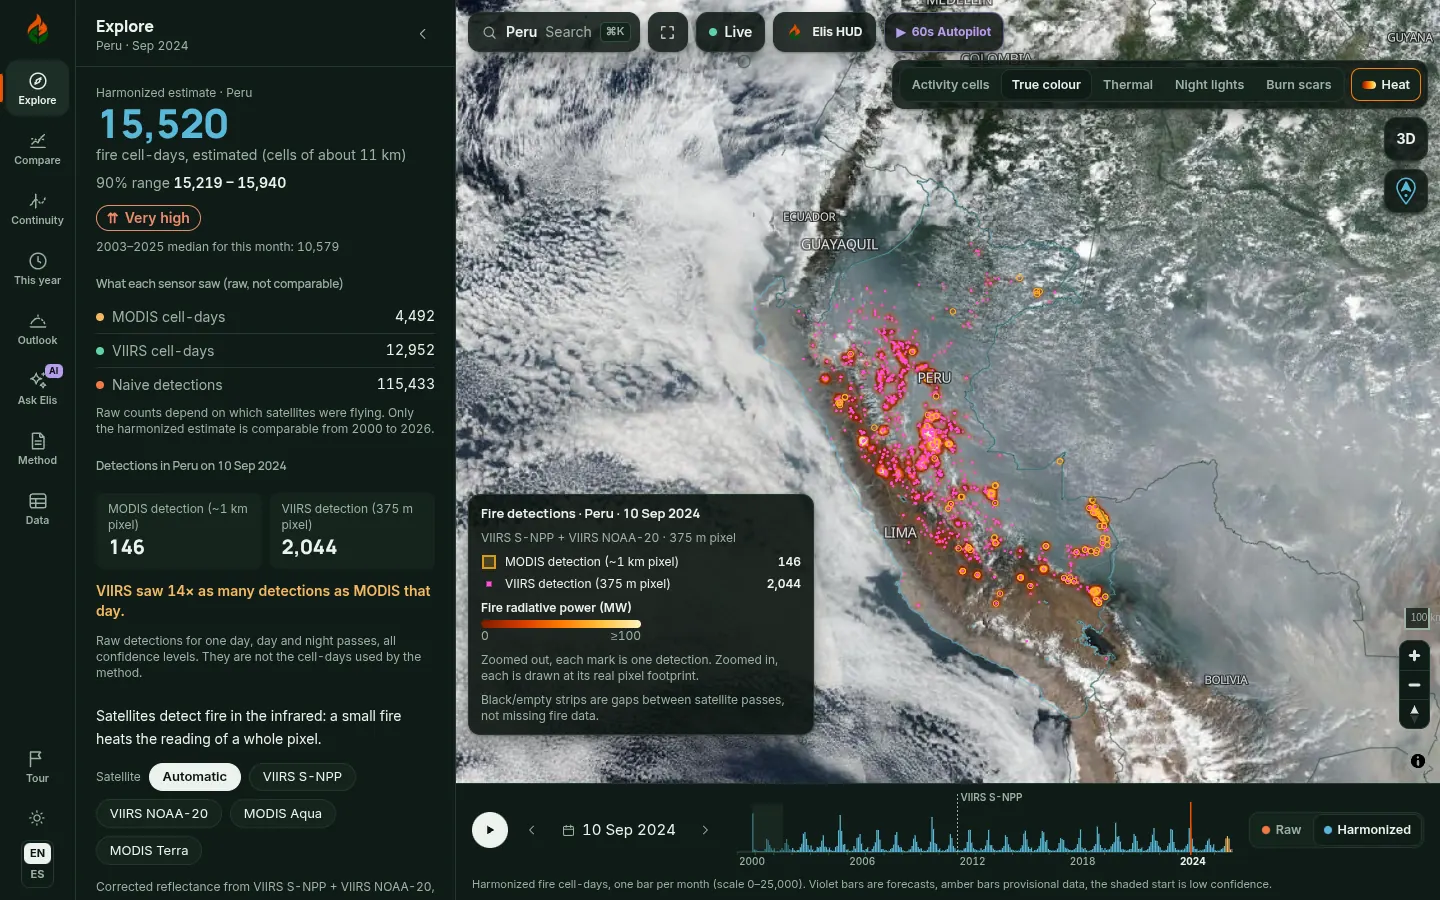 Explore
Peru · Sep 2024
Explore
Compare
Continuity
This year
Outlook
AI
Ask Elis
Method
Data
Tour
EN
ES
Harmonized estimate · Peru
15,520
fire cell-days, estimated (cells of about 11 km)
90% range 15,219 – 15,940
Very high
2003–2025 median for this month: 10,579
What each sensor saw (raw, not comparable)
MODIS cell-days 4,492
VIIRS cell-days 12,952
Naive detections 115,433
Raw counts depend on which satellites were flying. Only
the harmonized estimate is comparable from 2000 to 2026.
Detections in Peru on 10 Sep 2024
MODIS detection (~1 km
pixel)
146
VIIRS detection (375 m
pixel)
2,044
VIIRS saw 14× as many detections as MODIS that
day.
Raw detections for one day, day and night passes, all
confidence levels. They are not the cell-days used by the
method.
Satellites detect fire in the infrared: a small fire
heats the reading of a whole pixel.
Satellite Automatic VIIRS S-NPP
VIIRS NOAA-20 MODIS Aqua
MODIS Terra
Corrected reflectance from VIIRS S-NPP + VIIRS NOAA-20,
Peru Search ⌘K
Live
Elis HUD
60s Autopilot
Activity cells True colour Thermal Night lights Burn scars Heat
3D
MEDELLÍN
COLOMBIA
GUYANA
ECUADOR
GUAYAQUIL
PERU
LIMA
BOLIVIA
100 km
Fire detections · Peru · 10 Sep 2024
VIIRS S-NPP + VIIRS NOAA-20 · 375 m pixel
MODIS detection (~1 km pixel) 146
VIIRS detection (375 m pixel) 2,044
Fire radiative power (MW)
0 ≥100
Zoomed out, each mark is one detection. Zoomed in,
each is drawn at its real pixel footprint.
Black/empty strips are gaps between satellite passes,
not missing fire data.
10 Sep 2024
VIIRS S-NPP
2000 2006 2012 2018 2024
Raw Harmonized
Harmonized fire cell-days, one bar per month (scale 0–25,000). Violet bars are forecasts, amber bars provisional data, the shaded start is low confidence.